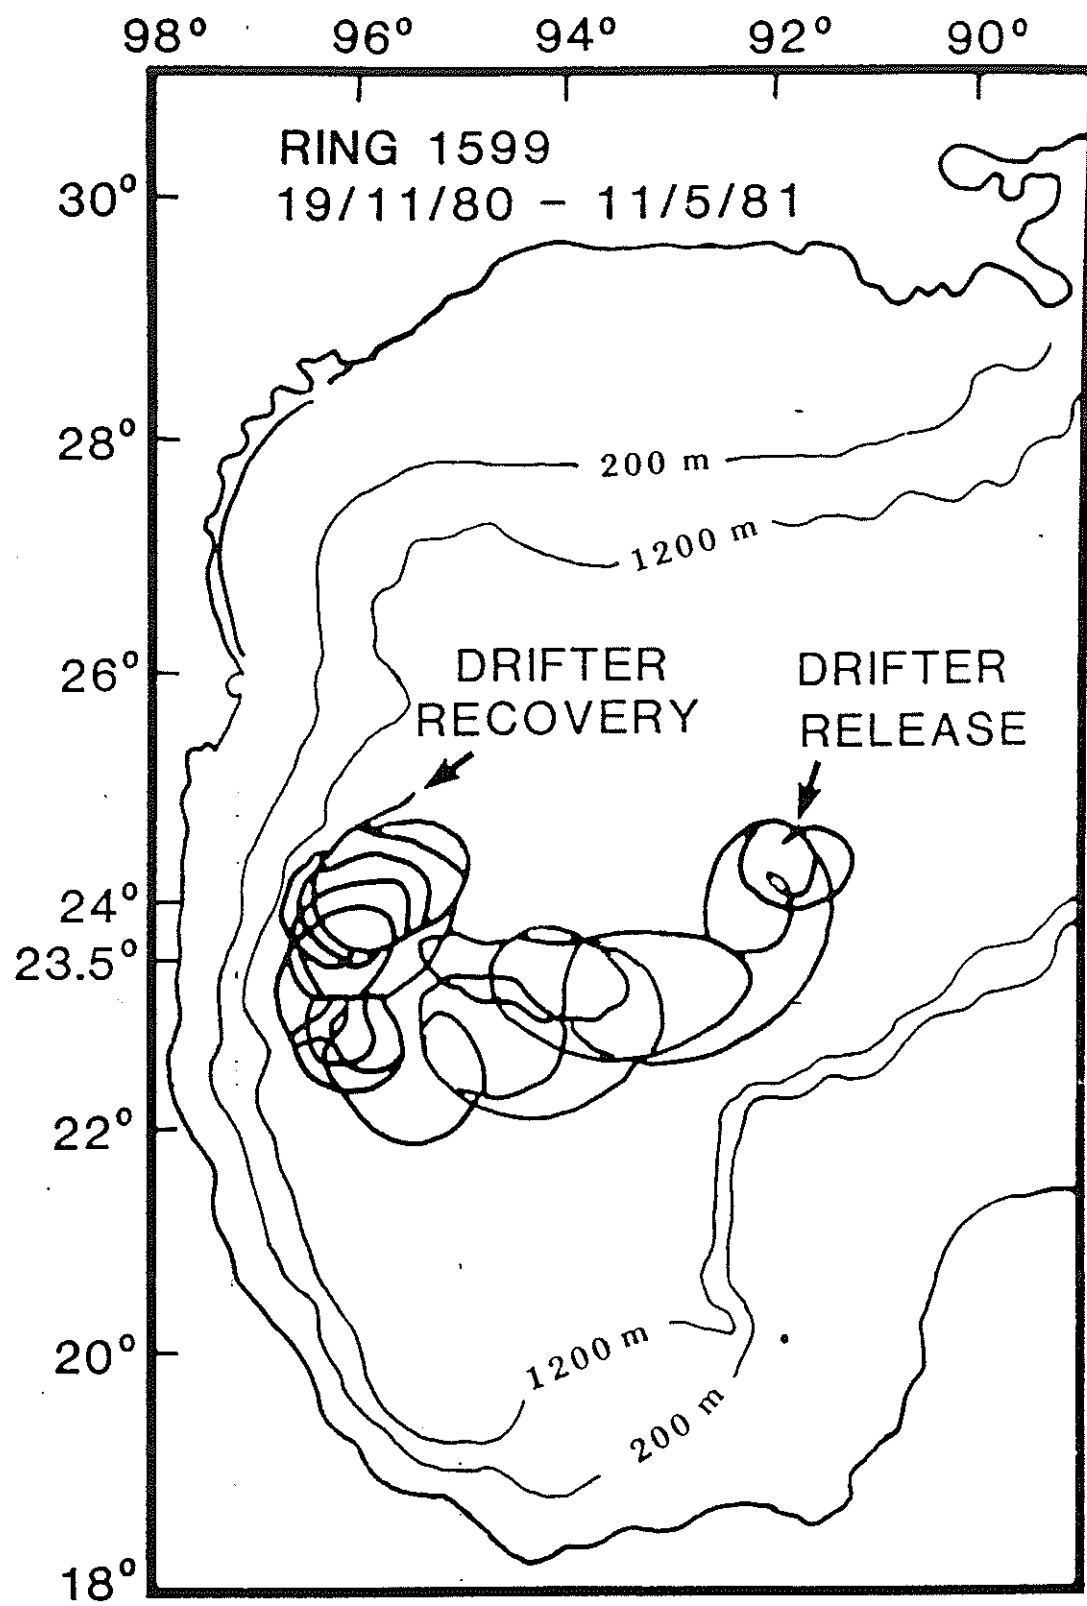 98° 96° 94° 92° 90°
RING 1599
19/11/80 – 11/5/81
30°
28°
200 m
1200 m
26°
DRIFTER
RECOVERY
DRIFTER
RELEASE
24°
23.5°
22°
20°
1200 m
200 m
18°